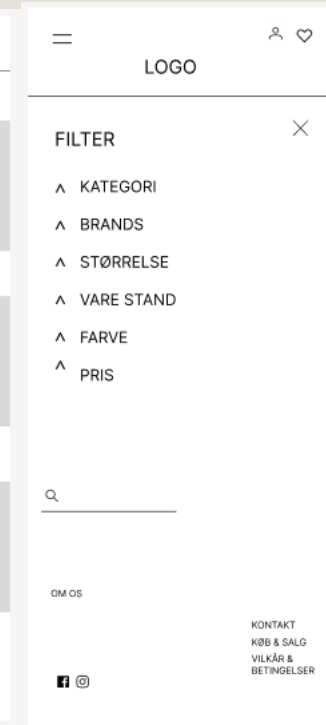 LOGO
FILTER
KATEGORI
BRANDS
STØRRELSE
VARE STAND
FARVE
PRIS
OM OS
KONTAKT
KØB & SALG
VILKÅR &
BETINGELSER